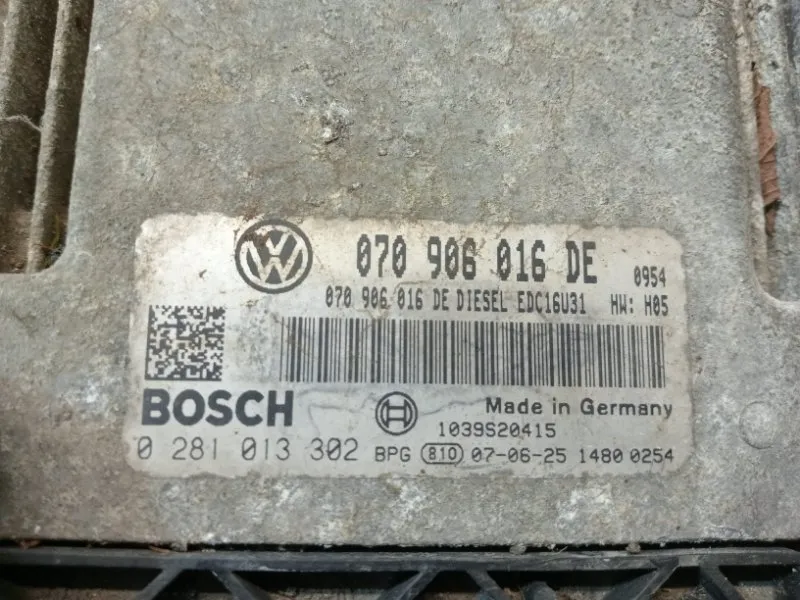 070 906 016 DE 0954
070 906 016 DE DIESEL EDC16U31 HW: H05
BOSCH Made in Germany
1039S20415
0 281 013 302 BPG 810 07-06-25 1480 0254